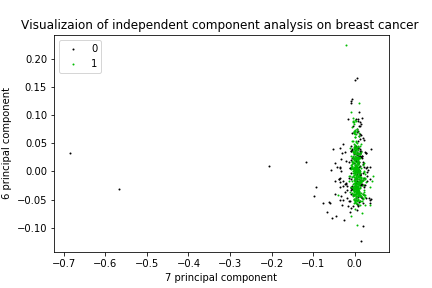 Visualizaion of independent component analysis on breast cancer
0
1
0.20
0.15
0.10
0.05
0.00
−0.05
−0.10
6 principal component
−0.7 −0.6 −0.5 −0.4 −0.3 −0.2 −0.1 0.0
7 principal component